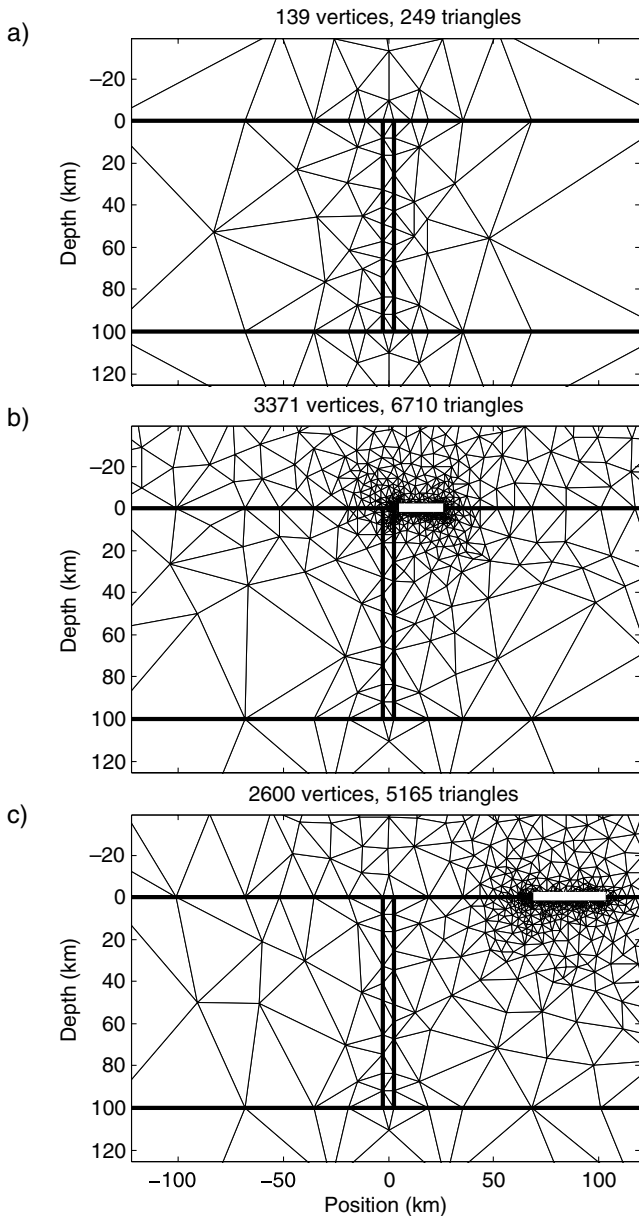 139 vertices, 249 triangles
a)
−20
0
20
40
60
80
100
120
Depth (km)
3371 vertices, 6710 triangles
b)
−20
0
20
40
60
80
100
120
Depth (km)
2600 vertices, 5165 triangles
c)
−20
0
20
40
60
80
100
120
Depth (km)
−100 −50 0 50 100
Position (km)